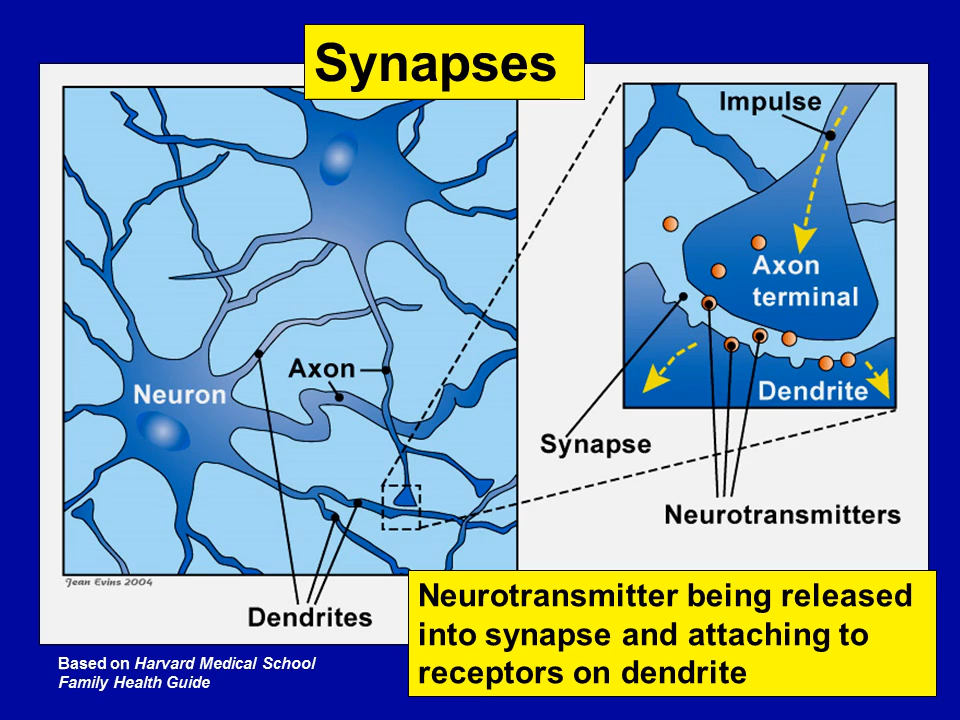 Synapses
Impulse
Axon
terminal
Neuron
Axon
Dendrite
Synapse
Neurotransmitters
Jean Evins 2004
Dendrites
Neurotransmitter being released
into synapse and attaching to
receptors on dendrite
Based on Harvard Medical School
Family Health Guide